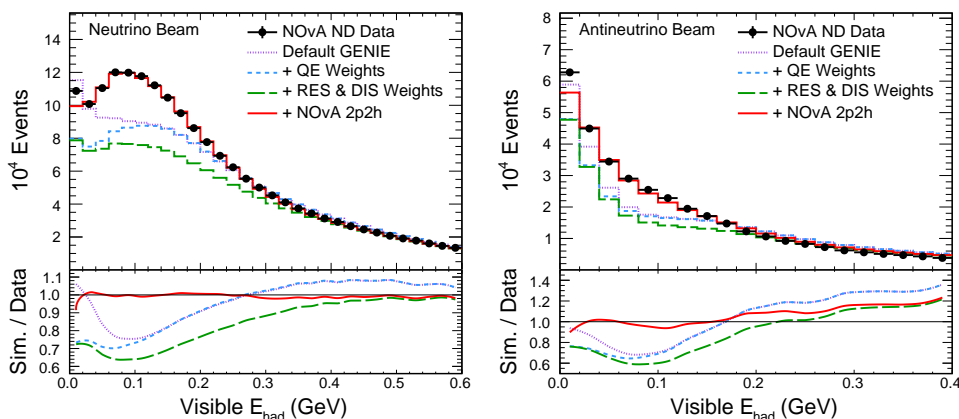 Neutrino Beam
NOvA ND Data
Default GENIE
+ QE Weights
+ RES & DIS Weights
+ NOvA 2p2h
10⁴ Events
16
14
12
10
8
6
4
2
Sim. / Data
1.1
1.0
0.9
0.8
0.7
0.6
0.0 0.1 0.2 0.3 0.4 0.5 0.6
Visible E_had (GeV)
Antineutrino Beam
NOvA ND Data
Default GENIE
+ QE Weights
+ RES & DIS Weights
+ NOvA 2p2h
10⁴ Events
8
7
6
5
4
3
2
1
Sim. / Data
1.4
1.2
1.0
0.8
0.6
0.0 0.1 0.2 0.3 0.4
Visible E_had (GeV)